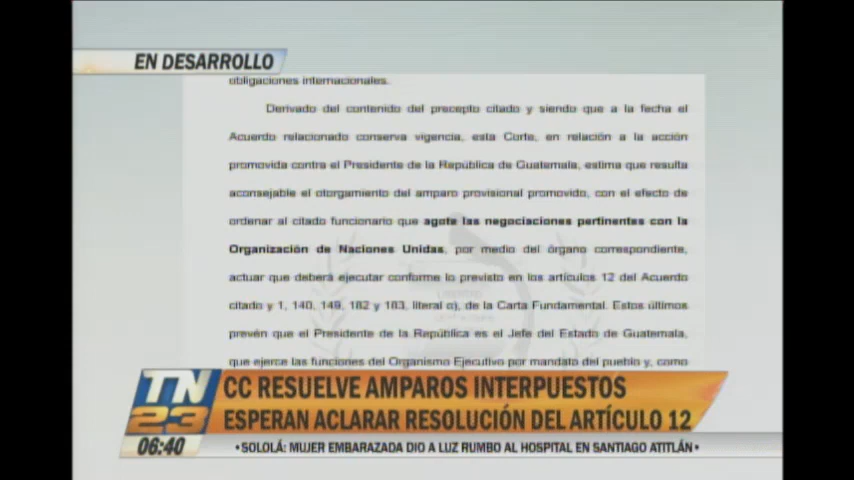 EN DESARROLLO
obligaciones internacionales.
Derivado del contenido del precepto citado y siendo que a la fecha el
Acuerdo relacionado conserva vigencia, esta Corte, en relación a la acción
promovida contra el Presidente de la República de Guatemala, estima que resulta
aconsejable el otorgamiento del amparo provisional promovido, con el efecto de
ordenar al citado funcionario que agote las negociaciones pertinentes con la
Organización de Naciones Unidas, por medio del órgano correspondiente,
actuar que deberá ejecutar conforme lo previsto en los artículos 12 del Acuerdo
citado y 1, 140, 149, 182 y 183, literal o), de la Carta Fundamental. Estos últimos
prevén que el Presidente de la República es el Jefe del Estado de Guatemala,
que ejerce las funciones del Organismo Ejecutivo por mandato del pueblo y, como
TN
23
CC RESUELVE AMPAROS INTERPUESTOS
ESPERAN ACLARAR RESOLUCIÓN DEL ARTÍCULO 12
06:40
•SOLOLÁ: MUJER EMBARAZADA DIO A LUZ RUMBO AL HOSPITAL EN SANTIAGO ATITLÁN•